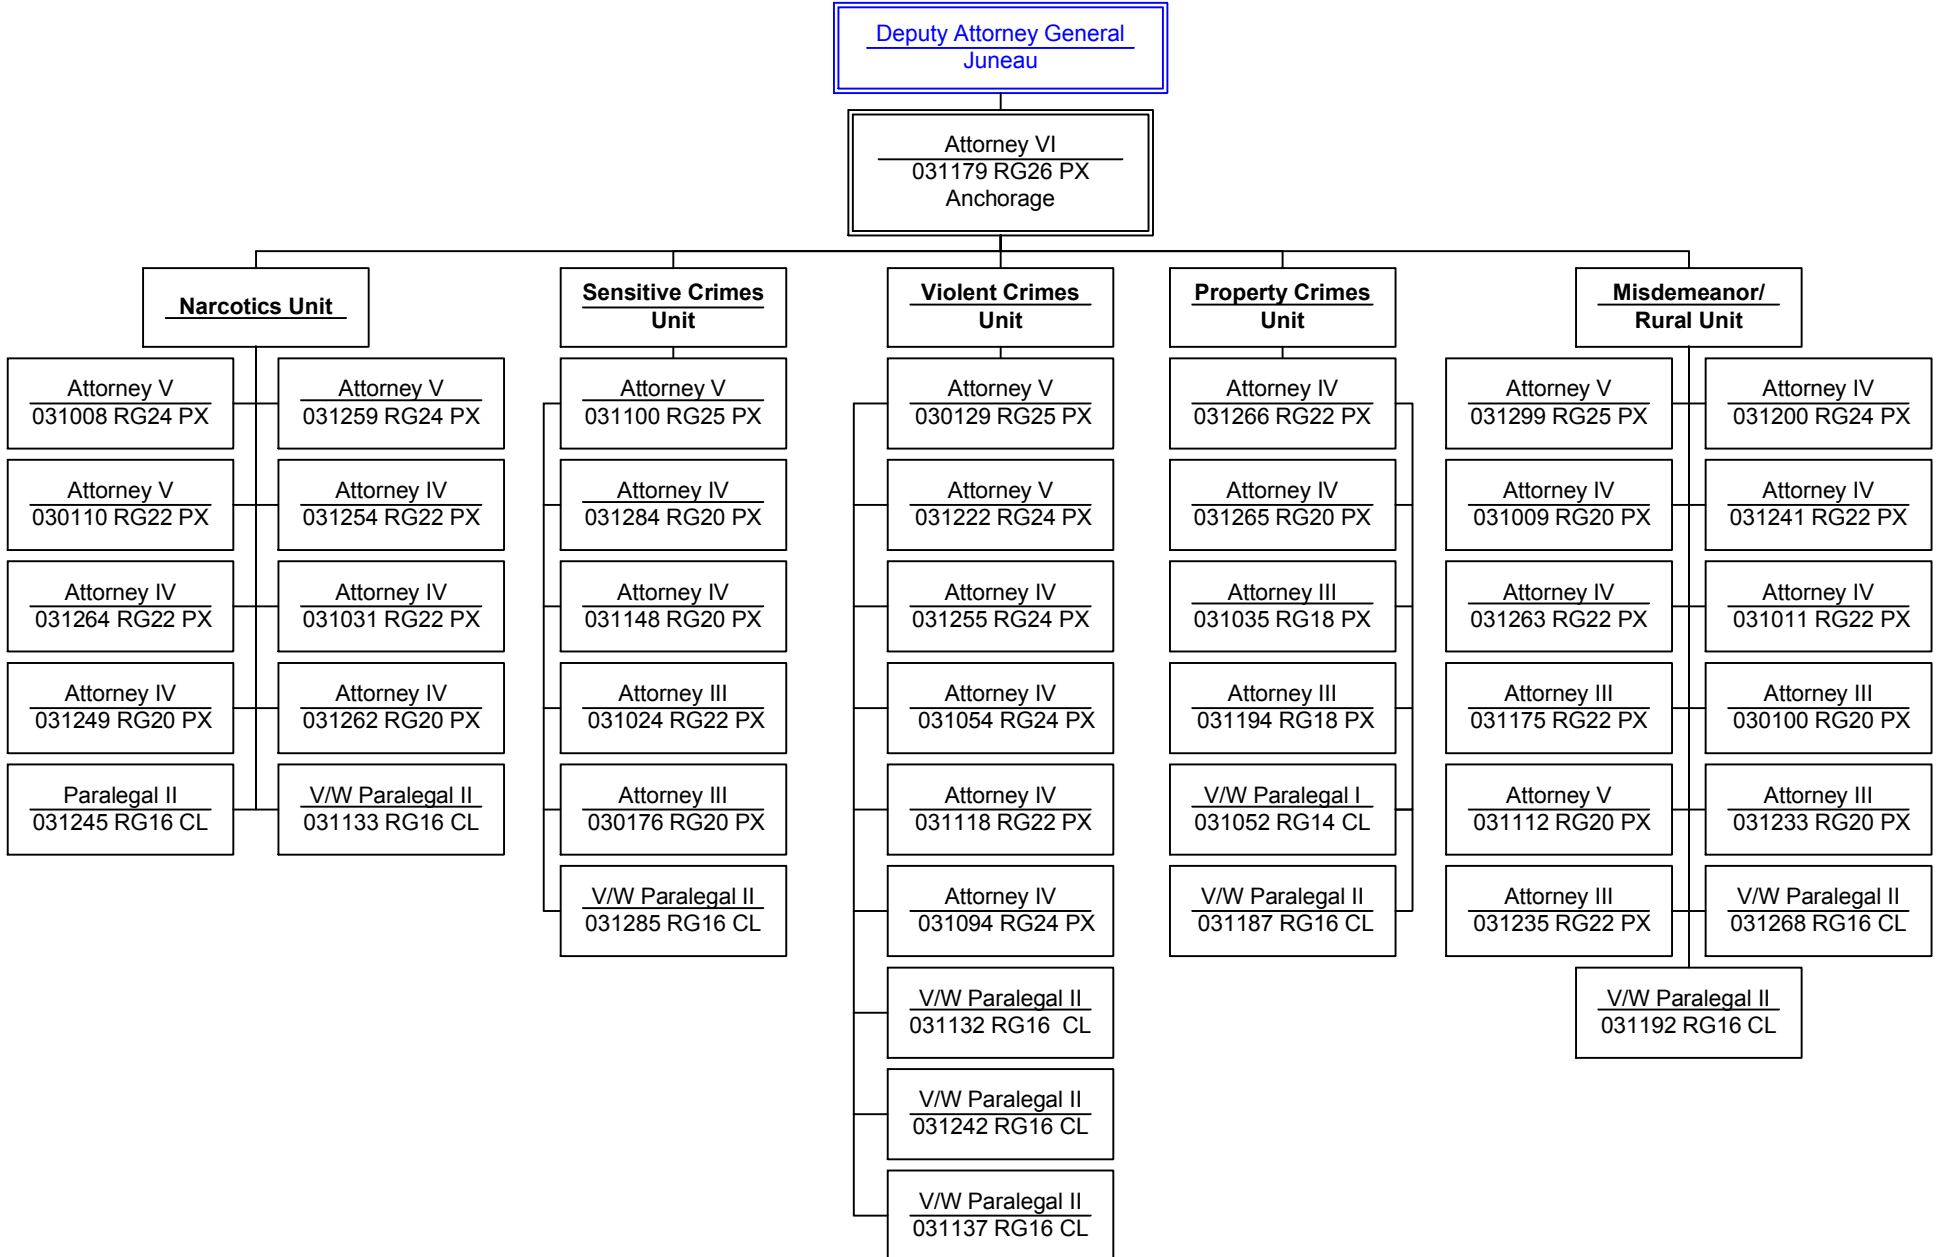 Deputy Attorney General
Juneau
Attorney VI
031179 RG26 PX
Anchorage
Narcotics Unit
Attorney V
031008 RG24 PX
Attorney V
031259 RG24 PX
Attorney V
030110 RG22 PX
Attorney IV
031254 RG22 PX
Attorney IV
031264 RG22 PX
Attorney IV
031031 RG22 PX
Attorney IV
031249 RG20 PX
Attorney IV
031262 RG20 PX
Paralegal II
031245 RG16 CL
V/W Paralegal II
031133 RG16 CL
Sensitive Crimes
Unit
Attorney V
031100 RG25 PX
Attorney IV
031284 RG20 PX
Attorney IV
031148 RG20 PX
Attorney III
031024 RG22 PX
Attorney III
030176 RG20 PX
V/W Paralegal II
031285 RG16 CL
Violent Crimes
Unit
Attorney V
030129 RG25 PX
Attorney V
031222 RG24 PX
Attorney IV
031255 RG24 PX
Attorney IV
031054 RG24 PX
Attorney IV
031118 RG22 PX
Attorney IV
031094 RG24 PX
V/W Paralegal II
031132 RG16  CL
V/W Paralegal II
031242 RG16 CL
V/W Paralegal II
031137 RG16 CL
Property Crimes
Unit
Attorney IV
031266 RG22 PX
Attorney IV
031265 RG20 PX
Attorney III
031035 RG18 PX
Attorney III
031194 RG18 PX
V/W Paralegal I
031052 RG14 CL
V/W Paralegal II
031187 RG16 CL
Misdemeanor/
Rural Unit
Attorney V
031299 RG25 PX
Attorney IV
031200 RG24 PX
Attorney IV
031009 RG20 PX
Attorney IV
031241 RG22 PX
Attorney IV
031263 RG22 PX
Attorney IV
031011 RG22 PX
Attorney III
031175 RG22 PX
Attorney III
030100 RG20 PX
Attorney V
031112 RG20 PX
Attorney III
031233 RG20 PX
Attorney III
031235 RG22 PX
V/W Paralegal II
031268 RG16 CL
V/W Paralegal II
031192 RG16 CL